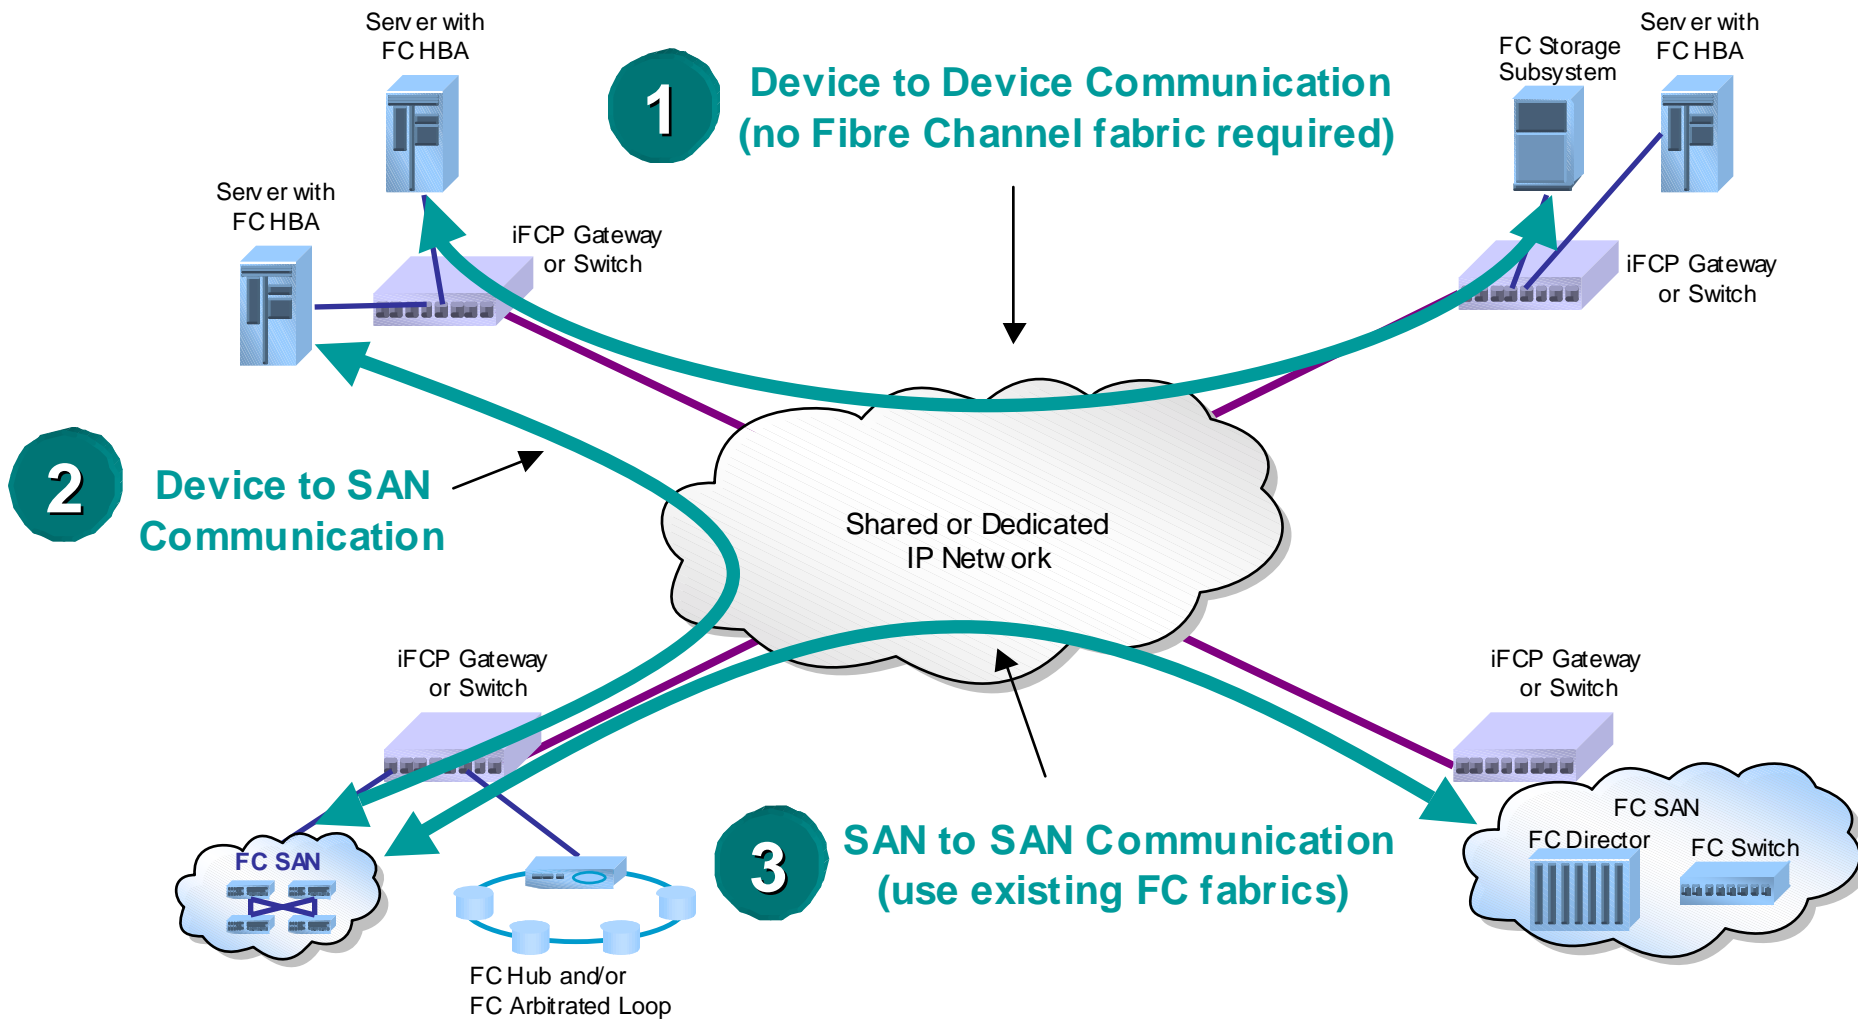 Server with
FC HBA
Server with
FC HBA
iFCP Gateway
or Switch
1
Device to Device Communication
(no Fibre Channel fabric required)
FC Storage
Subsystem
Server with
FC HBA
iFCP Gateway
or Switch
2
Device to SAN
Communication
Shared or Dedicated
IP Network
iFCP Gateway
or Switch
iFCP Gateway
or Switch
FC SAN
FC Hub and/or
FC Arbitrated Loop
3
SAN to SAN Communication
(use existing FC fabrics)
FC SAN
FC Director
FC Switch